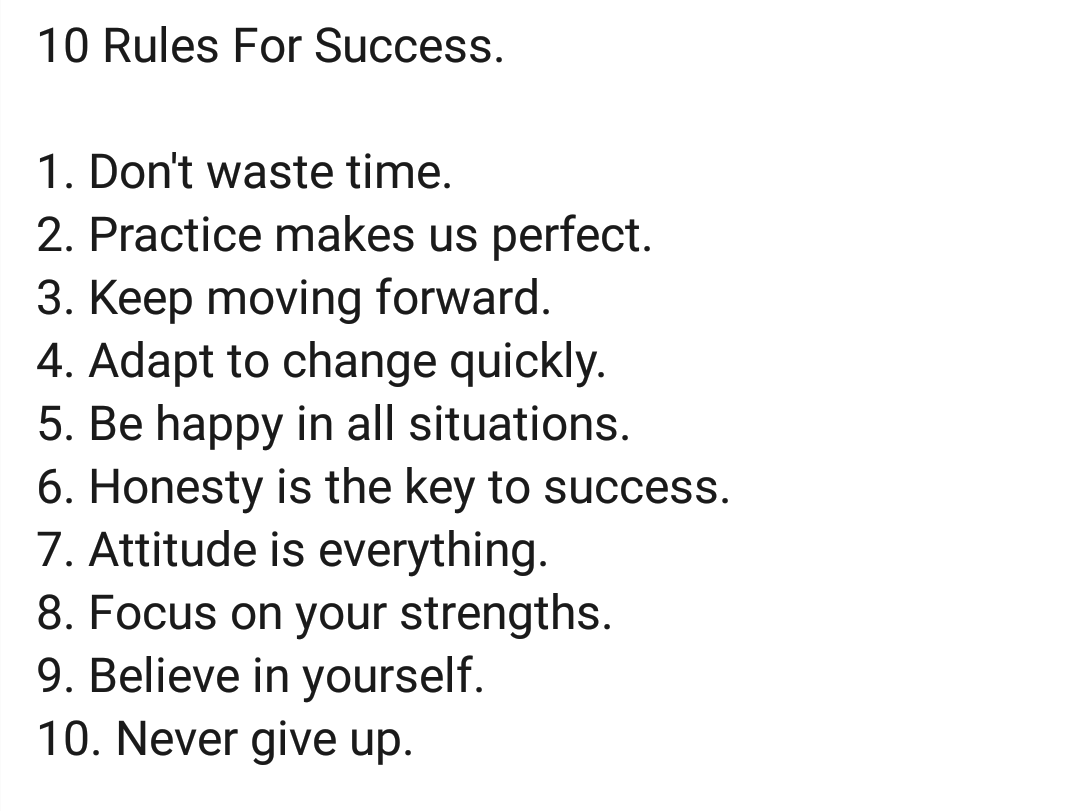 10 Rules For Success.
1. Don't waste time.
2. Practice makes us perfect.
3. Keep moving forward.
4. Adapt to change quickly.
5. Be happy in all situations.
6. Honesty is the key to success.
7. Attitude is everything.
8. Focus on your strengths.
9. Believe in yourself.
10. Never give up.